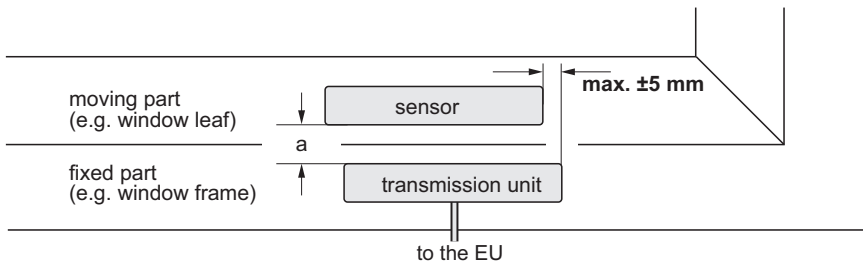 max. ±5 mm
moving part
(e.g. window leaf)
sensor
a
fixed part
(e.g. window frame)
transmission unit
to the EU